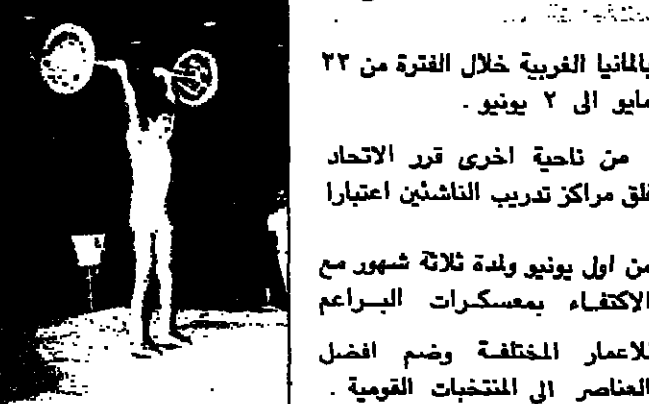 بالمانيا الغربية خلال الفترة من ٢٣
مايو الى ٢ يونيو .
من ناحية اخرى قرر الاتحاد
غلق مراكز تدريب الناشئين اعتبارا
من اول يونيو ولمدة ثلاثة شهور مع
الاكتفاء بمعسكرات البراعم
للاعمار المختلفة وضم افضل
العناصر الى المنتخبات القومية .